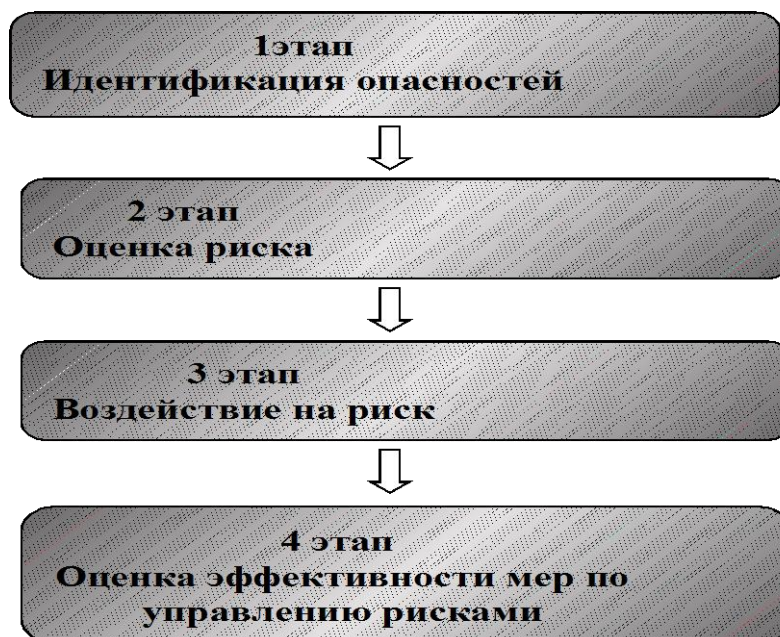 1этап
Идентификация опасностей
2 этап
Оценка риска
3 этап
Воздействие на риск
4 этап
Оценка эффективности мер по
управлению рисками